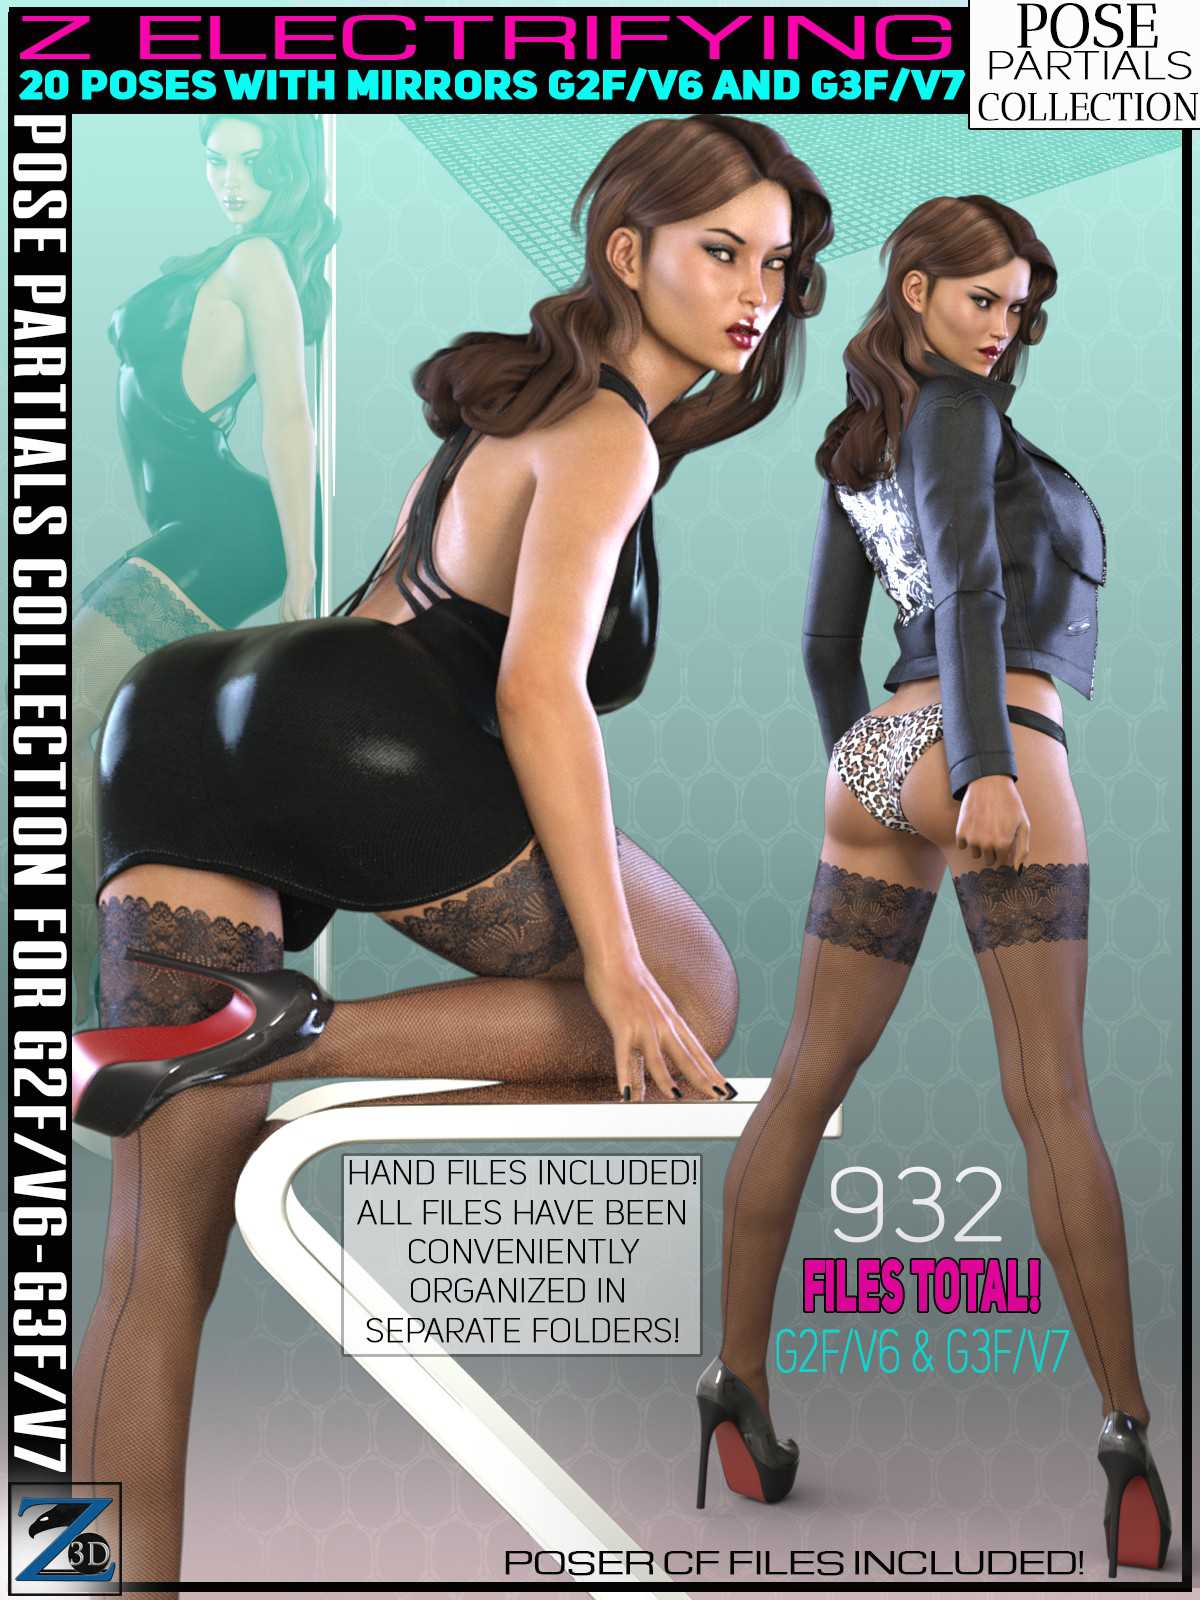 Z ELECTRIFYING
20 POSES WITH MIRRORS G2F/V6 AND G3F/V7
POSE
PARTIALS
COLLECTION
POSE PARTIALS COLLECTION FOR G2F/V6-G3F/V7
HAND FILES INCLUDED!
ALL FILES HAVE BEEN
CONVENIENTLY
ORGANIZED IN
SEPARATE FOLDERS!
932
FILES TOTAL!
G2F/V6 & G3F/V7
Z
3D
POSER CF FILES INCLUDED!